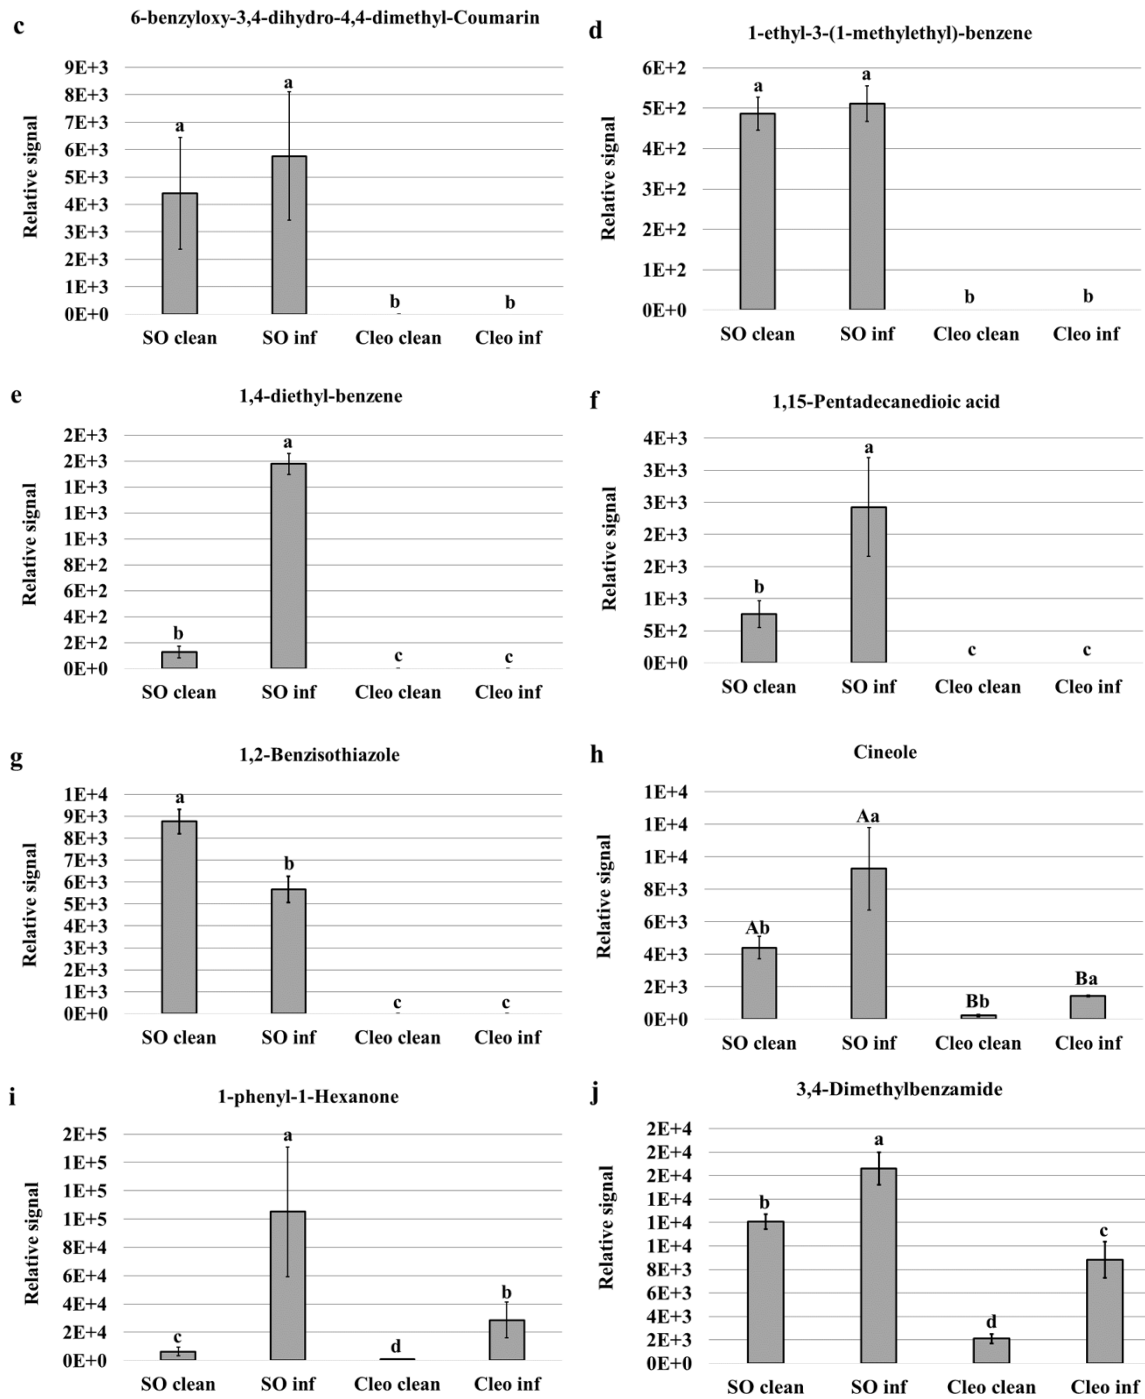 c
6-benzyloxy-3,4-dihydro-4,4-dimethyl-Coumarin
Relative signal
9E+3
8E+3
7E+3
6E+3
5E+3
4E+3
3E+3
2E+3
1E+3
0E+0
a
a
b
b
SO clean
SO inf
Cleo clean
Cleo inf
d
1-ethyl-3-(1-methylethyl)-benzene
Relative signal
6E+2
5E+2
4E+2
3E+2
2E+2
1E+2
0E+0
a
a
b
b
SO clean
SO inf
Cleo clean
Cleo inf
e
1,4-diethyl-benzene
Relative signal
2E+3
2E+3
1E+3
1E+3
1E+3
8E+2
6E+2
4E+2
2E+2
0E+0
b
a
c
c
SO clean
SO inf
Cleo clean
Cleo inf
f
1,15-Pentadecanedioic acid
Relative signal
4E+3
3E+3
3E+3
2E+3
2E+3
1E+3
5E+2
0E+0
b
a
c
c
SO clean
SO inf
Cleo clean
Cleo inf
g
1,2-Benzisothiazole
Relative signal
1E+4
9E+3
8E+3
7E+3
6E+3
5E+3
4E+3
3E+3
2E+3
1E+3
0E+0
a
b
c
c
SO clean
SO inf
Cleo clean
Cleo inf
h
Cineole
Relative signal
1E+4
1E+4
1E+4
8E+3
6E+3
4E+3
2E+3
0E+0
Ab
Aa
Bb
Ba
SO clean
SO inf
Cleo clean
Cleo inf
i
1-phenyl-1-Hexanone
Relative signal
2E+5
1E+5
1E+5
1E+5
8E+4
6E+4
4E+4
2E+4
0E+0
c
a
d
b
SO clean
SO inf
Cleo clean
Cleo inf
j
3,4-Dimethylbenzamide
Relative signal
2E+4
2E+4
2E+4
1E+4
1E+4
1E+4
8E+3
6E+3
4E+3
2E+3
0E+0
b
a
d
c
SO clean
SO inf
Cleo clean
Cleo inf